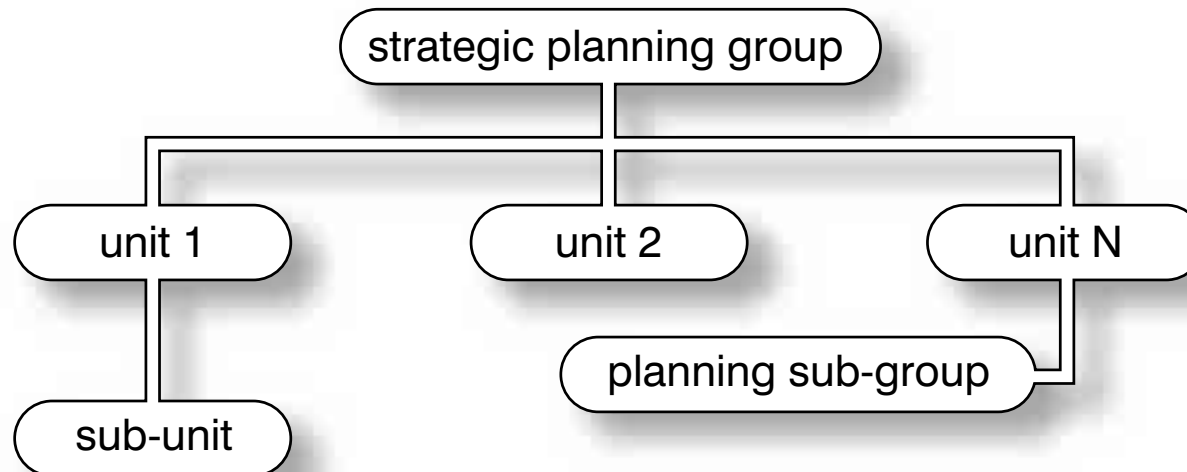 strategic planning group
unit 1
unit 2
unit N
planning sub-group
sub-unit